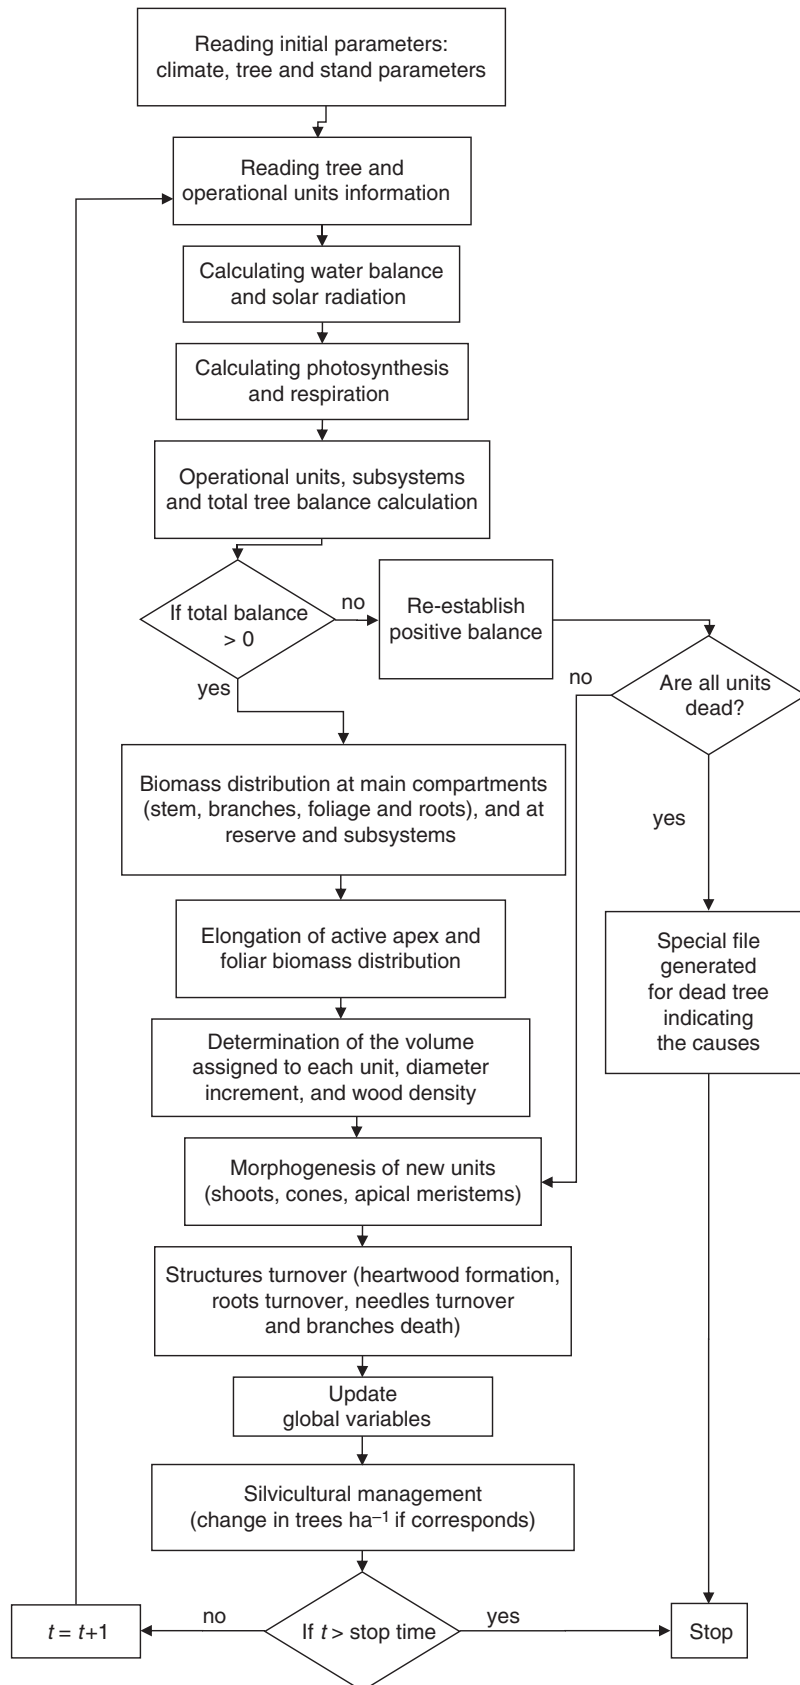 Reading initial parameters:
climate, tree and stand parameters
Reading tree and
operational units information
Calculating water balance
and solar radiation
Calculating photosynthesis
and respiration
Operational units, subsystems
and total tree balance calculation
If total balance
> 0
no
Re-establish
positive balance
yes
Are all units
dead?
no
yes
Biomass distribution at main compartments
(stem, branches, foliage and roots), and at
reserve and subsystems
Elongation of active apex and
foliar biomass distribution
Special file
generated
for dead tree
indicating
the causes
Determination of the volume
assigned to each unit, diameter
increment, and wood density
Morphogenesis of new units
(shoots, cones, apical meristems)
Structures turnover (heartwood formation,
roots turnover, needles turnover
and branches death)
Update
global variables
Silvicultural management
(change in trees ha⁻¹ if corresponds)
t = t+1
no
If t > stop time
yes
Stop